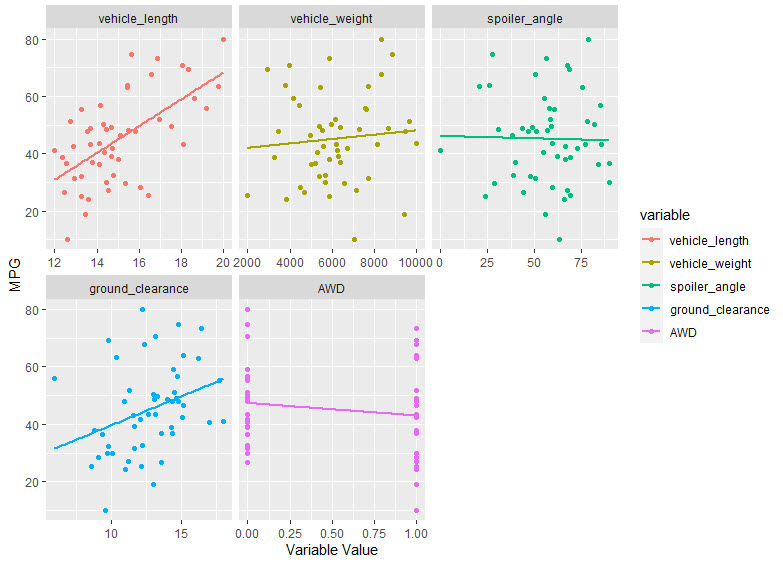 vehicle_length vehicle_weight spoiler_angle
80
60
40
20
12 14 16 18 20 2000 4000 6000 8000 10000 0 25 50 75
ground_clearance AWD
80
60
40
20
10 15 0.00 0.25 0.50 0.75 1.00
MPG
Variable Value
variable
vehicle_length
vehicle_weight
spoiler_angle
ground_clearance
AWD